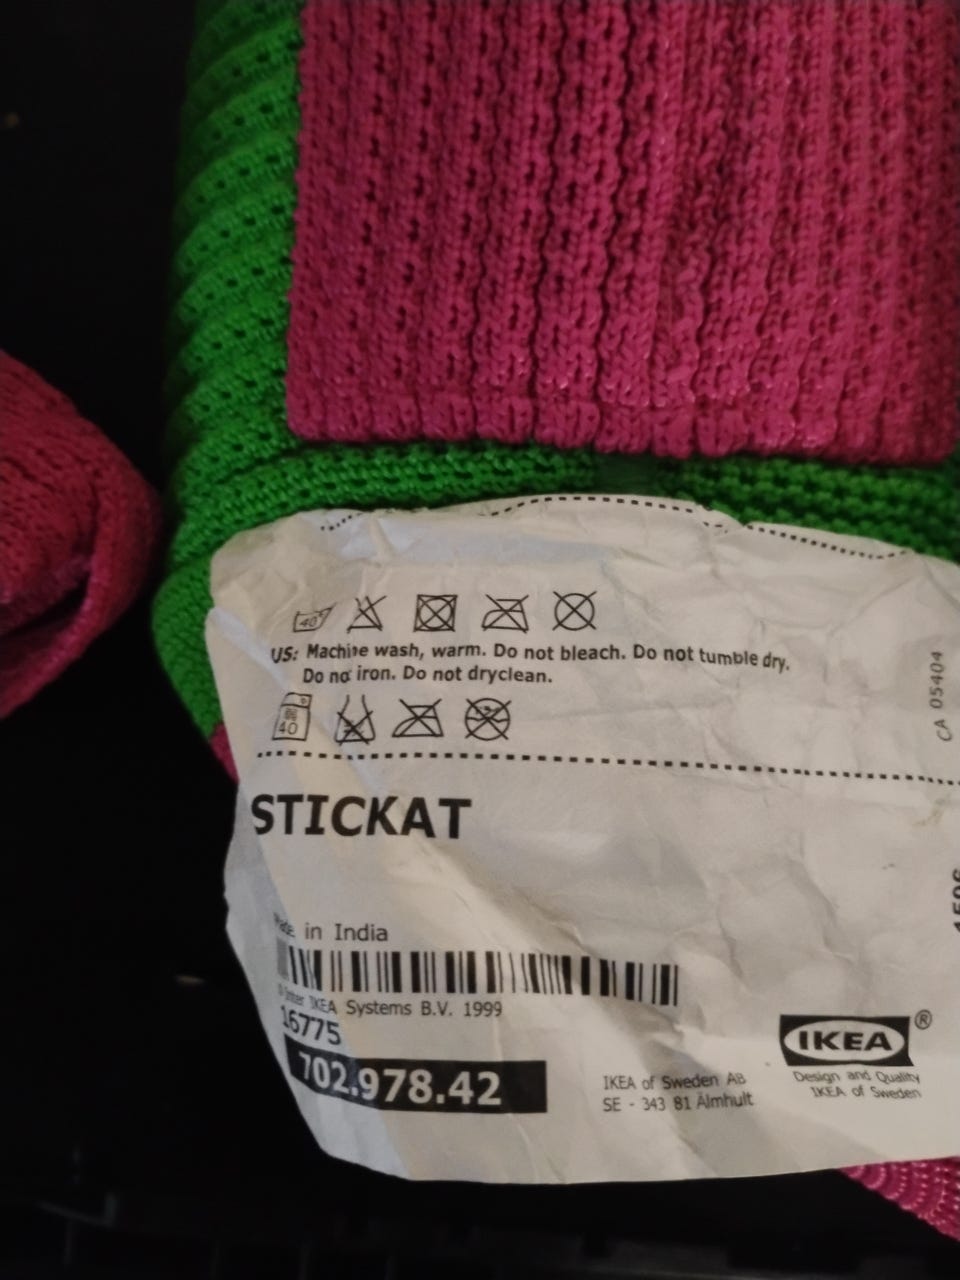 40°
US: Machine wash, warm. Do not bleach. Do not tumble dry.
Do not iron. Do not dryclean.
40
CA 05404
STICKAT
Made in India
© Inter IKEA Systems B.V. 1999
16775
702.978.42
IKEA of Sweden AB
SE - 343 81 Älmhult
IKEA®
Design and Quality
IKEA of Sweden